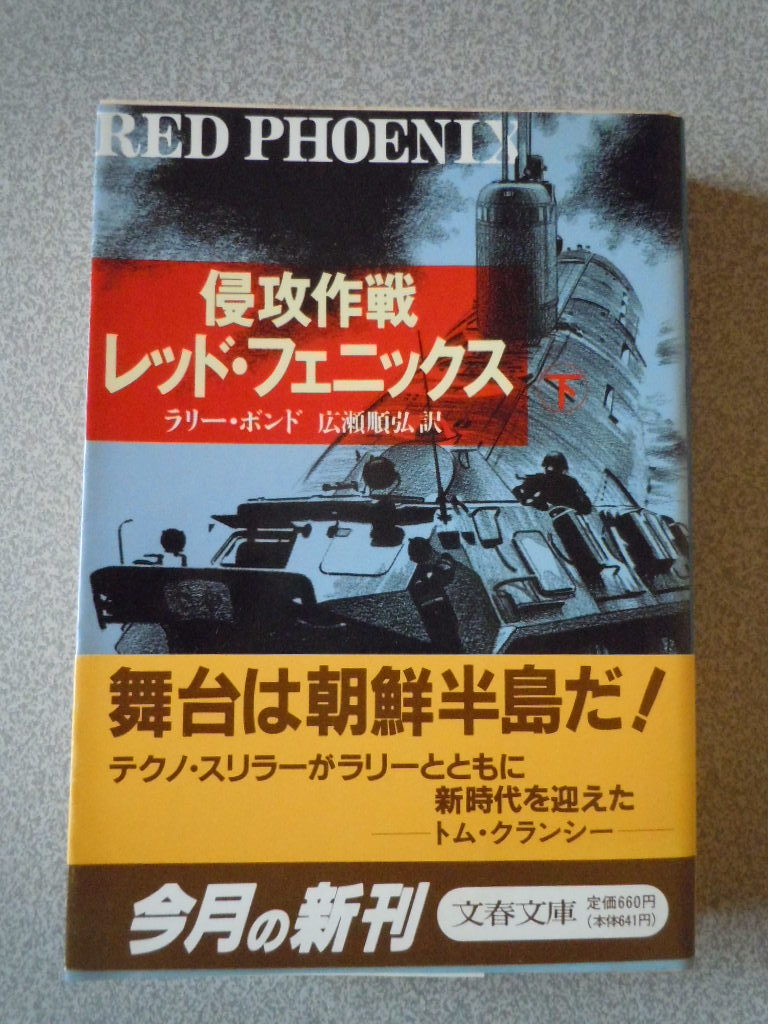 RED PHOENIX
侵攻作戦
レッド・フェニックス
下
ラリー・ボンド 広瀬順弘訳
舞台は朝鮮半島だ!
テクノ・スリラーがラリーとともに
新時代を迎えた
――トム・クランシー――
今月の新刊
文春文庫
定価660円
(本体641円)